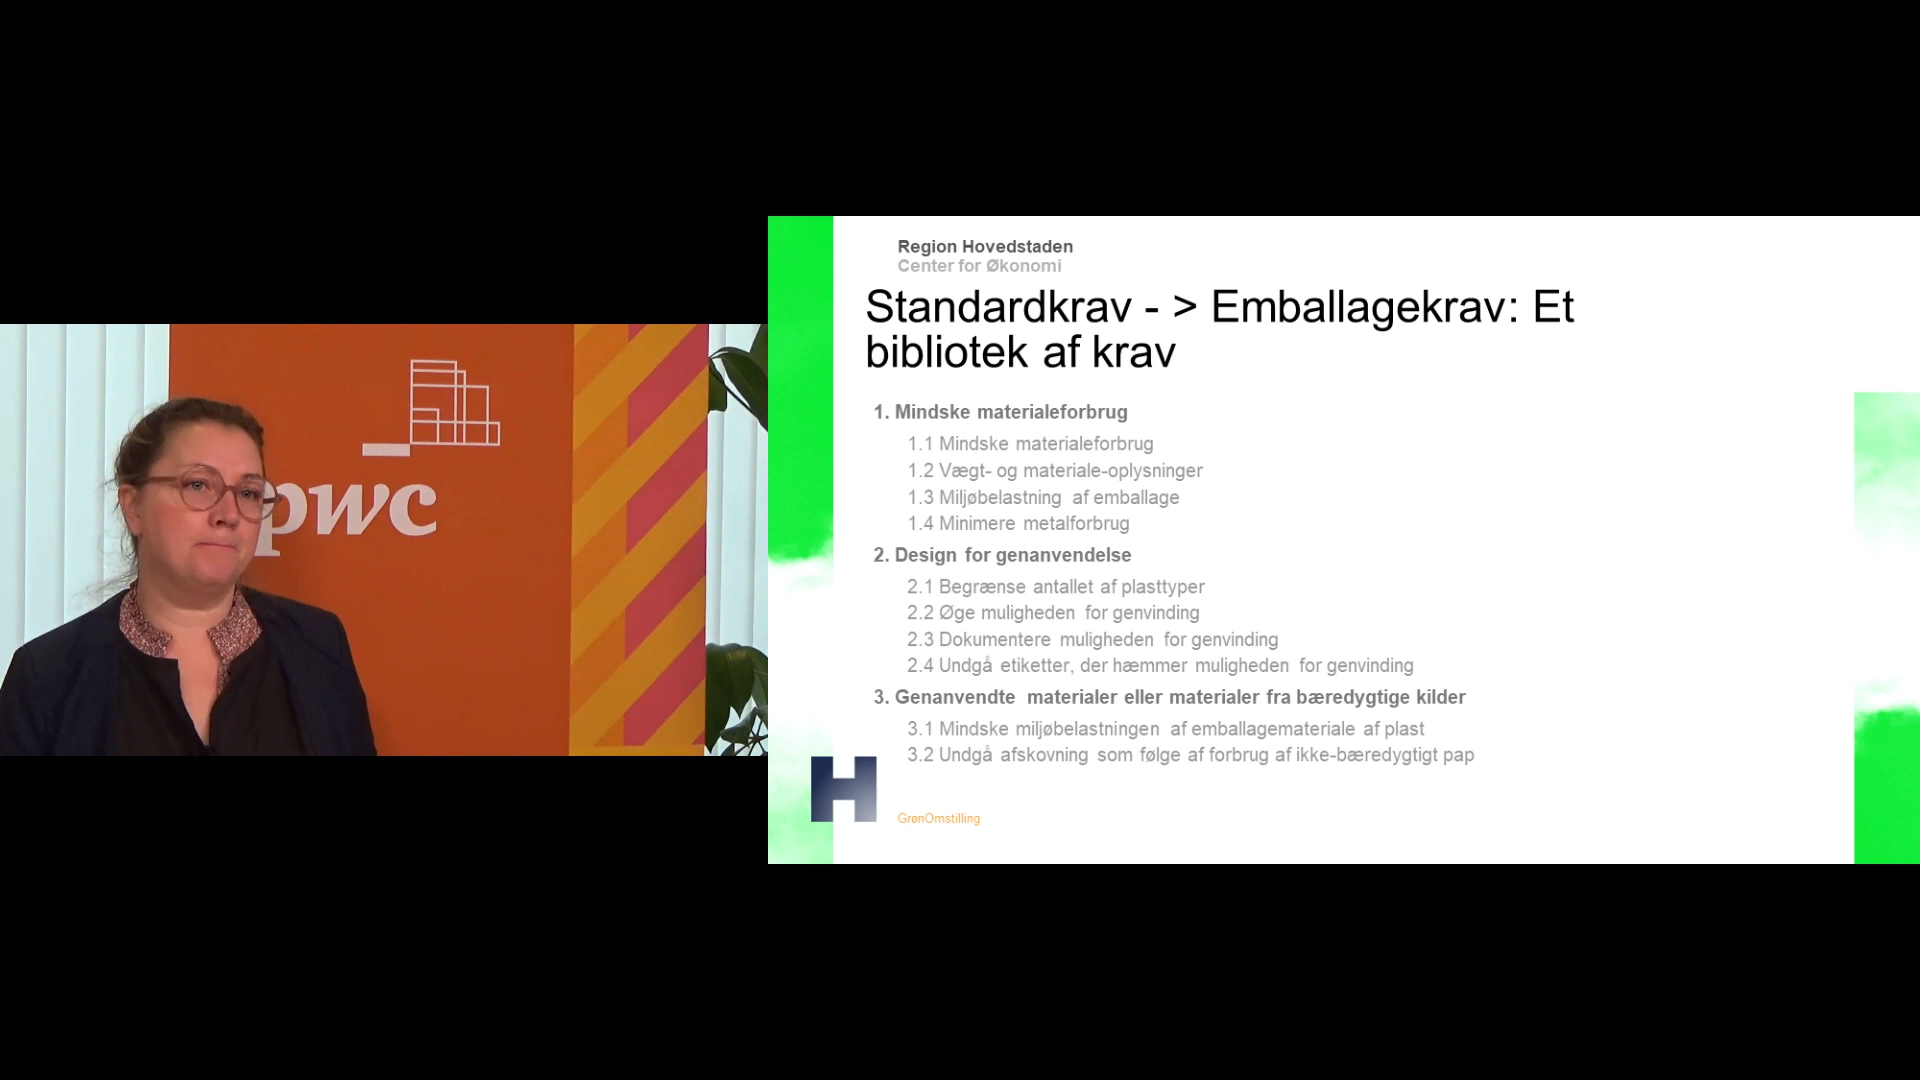 pwc
Region Hovedstaden
Center for Økonomi
Standardkrav - > Emballagekrav: Et
bibliotek af krav
1. Mindske materialeforbrug
1.1 Mindske materialeforbrug
1.2 Vægt- og materiale-oplysninger
1.3 Miljøbelastning af emballage
1.4 Minimere metalforbrug
2. Design for genanvendelse
2.1 Begrænse antallet af plasttyper
2.2 Øge muligheden for genvinding
2.3 Dokumentere muligheden for genvinding
2.4 Undgå etiketter, der hæmmer muligheden for genvinding
3. Genanvendte materialer eller materialer fra bæredygtige kilder
3.1 Mindske miljøbelastningen af emballagemateriale af plast
3.2 Undgå afskovning som følge af forbrug af ikke-bæredygtigt pap
H
GrønOmstilling